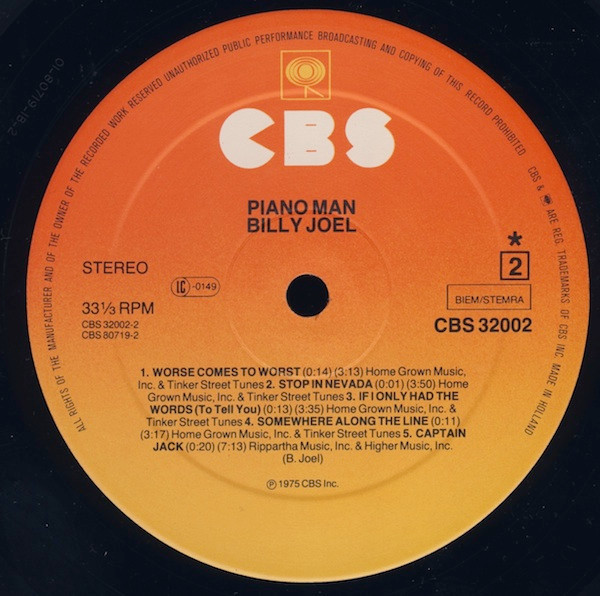 ALL RIGHTS OF THE MANUFACTURER AND OF THE OWNER OF THE RECORDED WORK RESERVED UNAUTHORIZED PUBLIC PERFORMANCE BROADCASTING AND COPYING OF THIS RECORD PROHIBITED
CBS & ARE REG. TRADEMARKS OF CBS INC. MADE IN HOLLAND
CBS
PIANO MAN
BILLY JOEL
STEREO
LC -0149
* 2
33⅓ RPM
BIEM/STEMRA
CBS 32002-2
CBS 80719-2
CBS 32002
1. WORSE COMES TO WORST (0:14) (3:13) Home Grown Music,
Inc. & Tinker Street Tunes 2. STOP IN NEVADA (0:01) (3:50) Home
Grown Music, Inc. & Tinker Street Tunes 3. IF I ONLY HAD THE
WORDS (To Tell You) (0:13) (3:35) Home Grown Music, Inc. &
Tinker Street Tunes 4. SOMEWHERE ALONG THE LINE (0:11)
(3:17) Home Grown Music, Inc. & Tinker Street Tunes 5. CAPTAIN
JACK (0:20) (7:13) Rippartha Music, Inc. & Higher Music, Inc.
(B. Joel)
℗ 1975 CBS Inc.